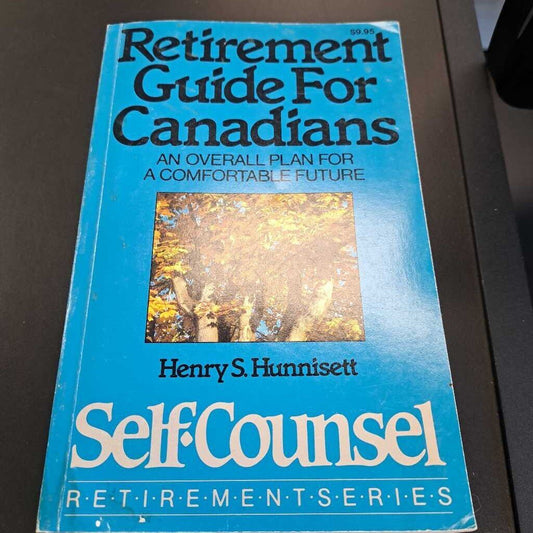 $9.95
Retirement
Guide For
Canadians
AN OVERALL PLAN FOR
A COMFORTABLE FUTURE
Henry S. Hunnisett
Self·Counsel
R·E·T·I·R·E·M·E·N·T·S·E·R·I·E·S